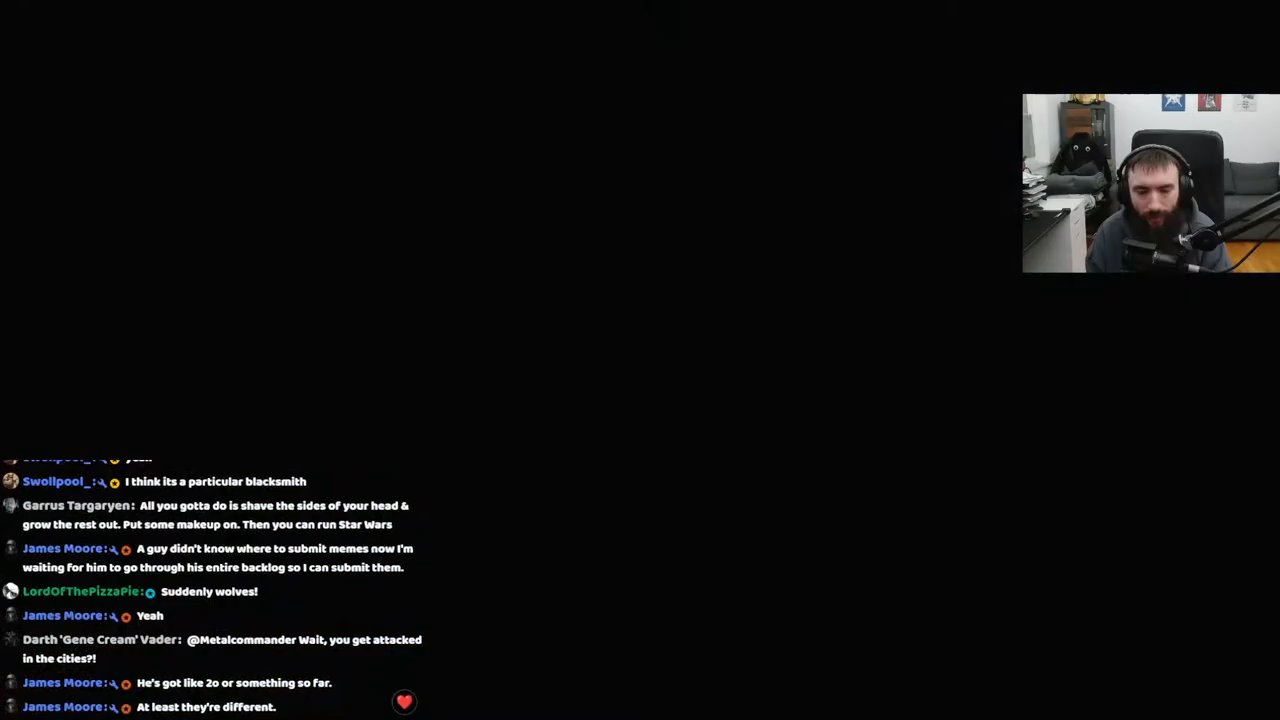 Swollpool_: yeah
Swollpool_: I think its a particular blacksmith
Garrus Targaryen: All you gotta do is shave the sides of your head &
grow the rest out. Put some makeup on. Then you can run Star Wars
James Moore: A guy didn't know where to submit memes now I'm
waiting for him to go through his entire backlog so I can submit them.
LordOfThePizzaPie: Suddenly wolves!
James Moore: Yeah
Darth 'Gene Cream' Vader: @Metalcommander Wait, you get attacked
in the cities?!
James Moore: He's got like 2o or something so far.
James Moore: At least they're different.